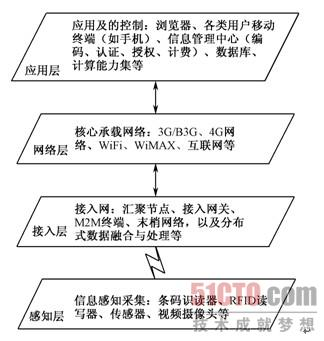 应用及的控制：浏览器、各类用户移动
终端（如手机）、信息管理中心（编
码、认证、授权、计费）、数据库、
计算能力集等
应用层
核心承载网络：3G/B3G、4G网
络、WiFi、WiMAX、互联网等
网络层
接入网：汇聚节点、接入网关、
M2M终端、末梢网络，以及分布
式数据融合与处理等
接入层
51CTO.com
技术成就梦想
信息感知采集：条码识读器、RFID读
写器、传感器、视频摄像头等
感知层